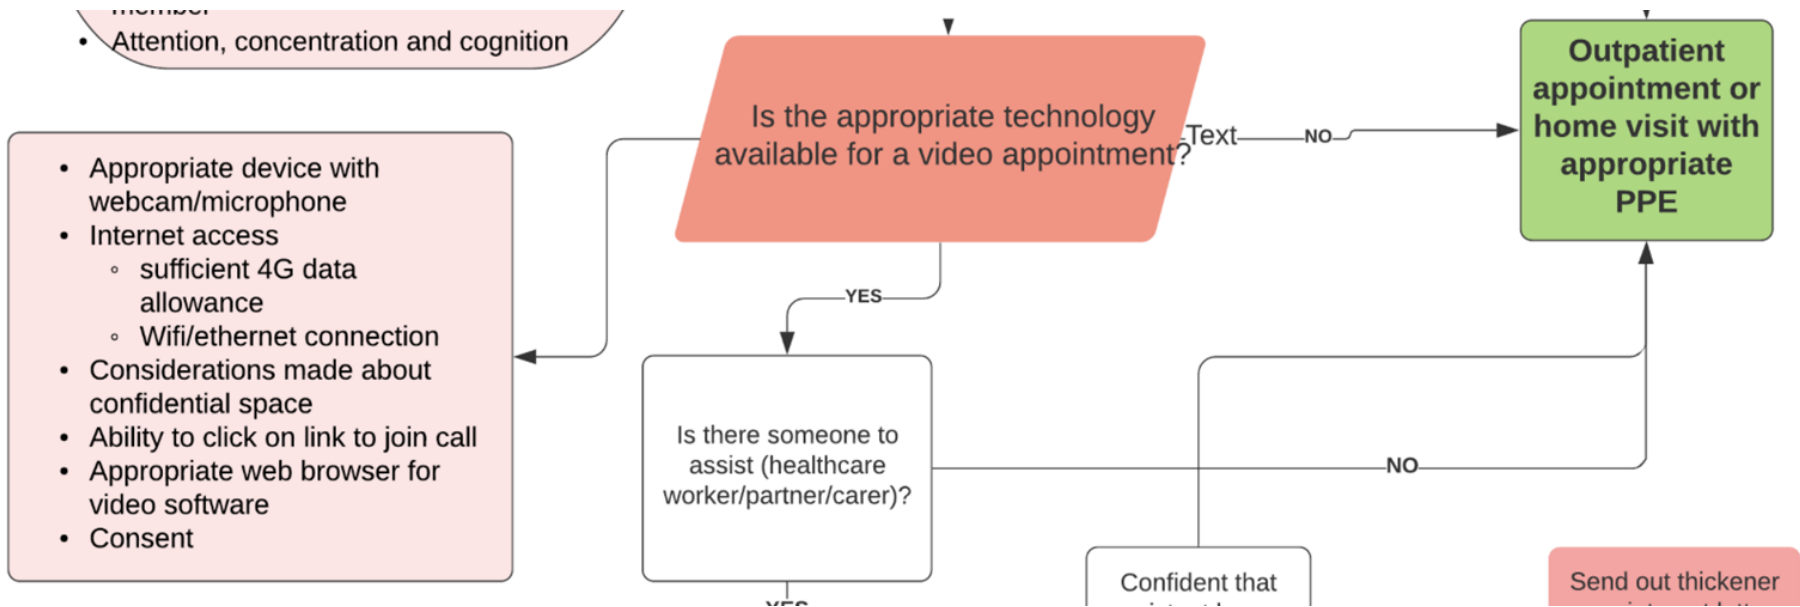 member
• Attention, concentration and cognition
Is the appropriate technology
available for a video appointment?
Text
NO
Outpatient
appointment or
home visit with
appropriate
PPE
• Appropriate device with
webcam/microphone
• Internet access
◦ sufficient 4G data
allowance
◦ Wifi/ethernet connection
• Considerations made about
confidential space
• Ability to click on link to join call
• Appropriate web browser for
video software
• Consent
YES
Is there someone to
assist (healthcare
worker/partner/carer)?
NO
YES
Confident that
Send out thickener